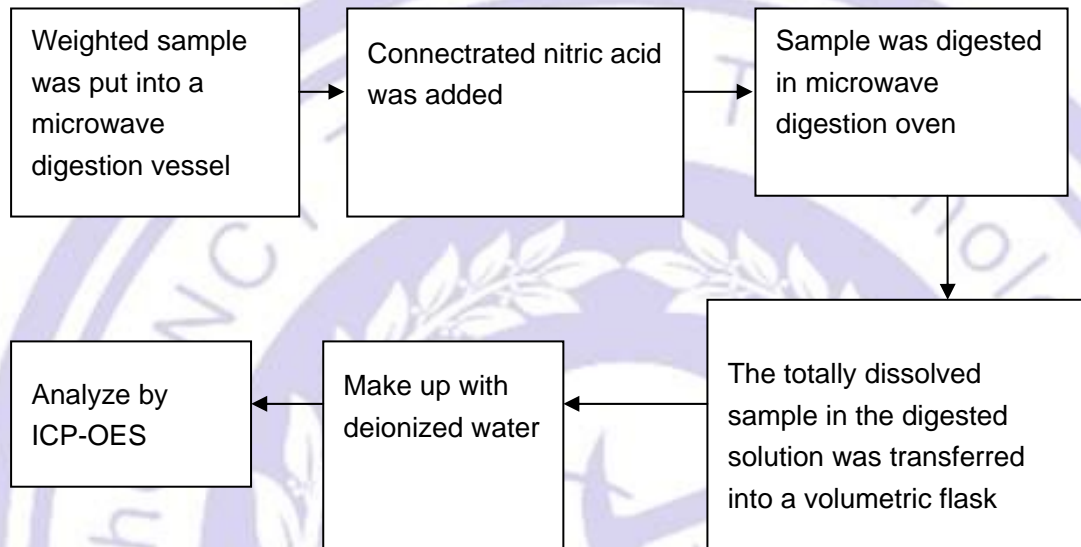 Weighted sample
was put into a
microwave
digestion vessel
Connectrated nitric acid
was added
Sample was digested
in microwave
digestion oven
The totally dissolved
sample in the digested
solution was transferred
into a volumetric flask
Make up with
deionized water
Analyze by
ICP-OES